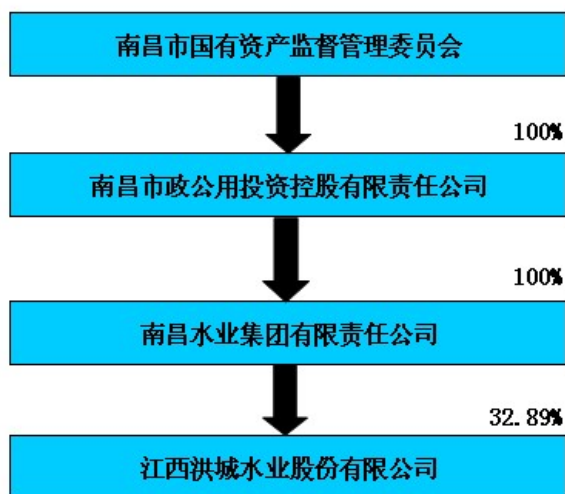 南昌市国有资产监督管理委员会
100%
南昌市政公用投资控股有限责任公司
100%
南昌水业集团有限责任公司
32.89%
江西洪城水业股份有限公司